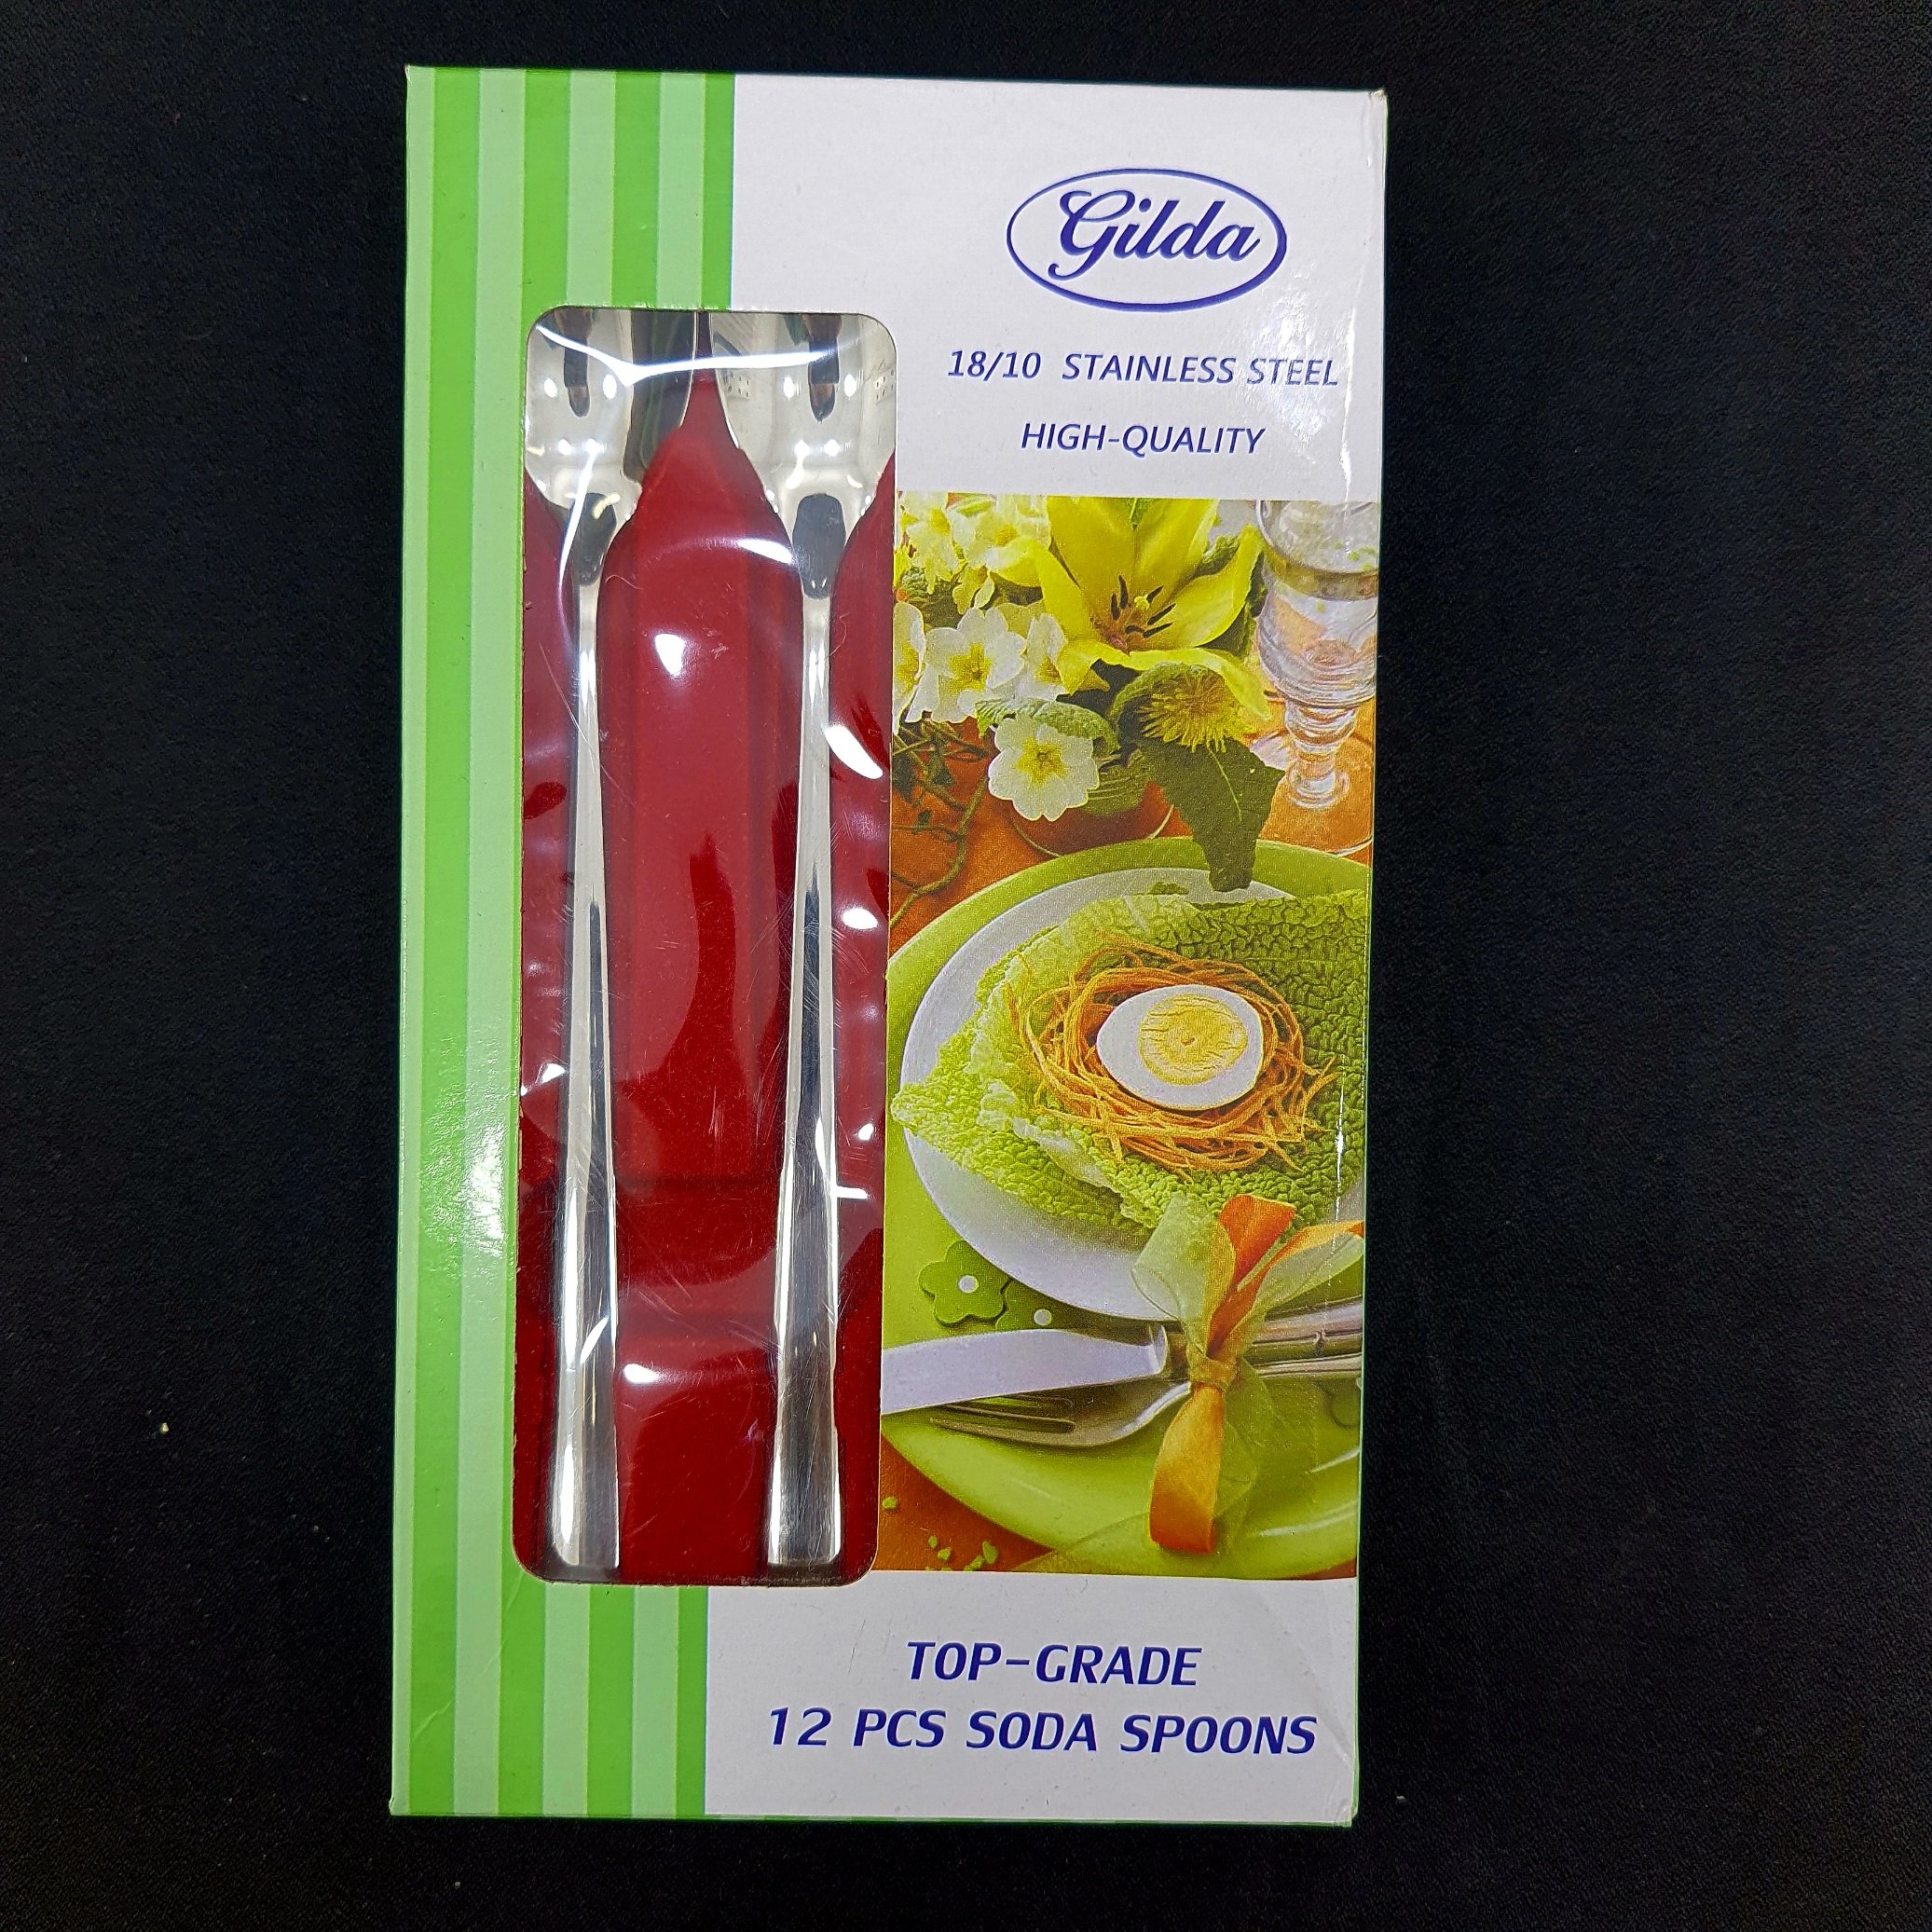 Gilda
18/10 STAINLESS STEEL
HIGH-QUALITY
TOP-GRADE
12 PCS SODA SPOONS